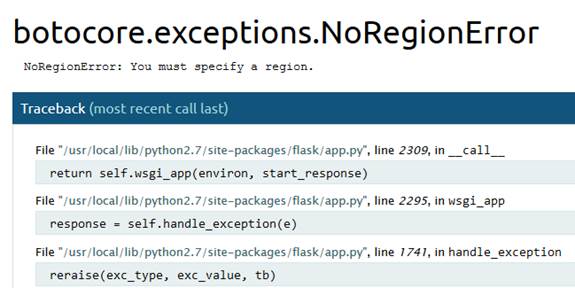 botocore.exceptions.NoRegionError
NoRegionError: You must specify a region.
Traceback (most recent call last)
File "/usr/local/lib/python2.7/site-packages/flask/app.py", line 2309, in __call__
return self.wsgi_app(environ, start_response)
File "/usr/local/lib/python2.7/site-packages/flask/app.py", line 2295, in wsgi_app
response = self.handle_exception(e)
File "/usr/local/lib/python2.7/site-packages/flask/app.py", line 1741, in handle_exception
reraise(exc_type, exc_value, tb)